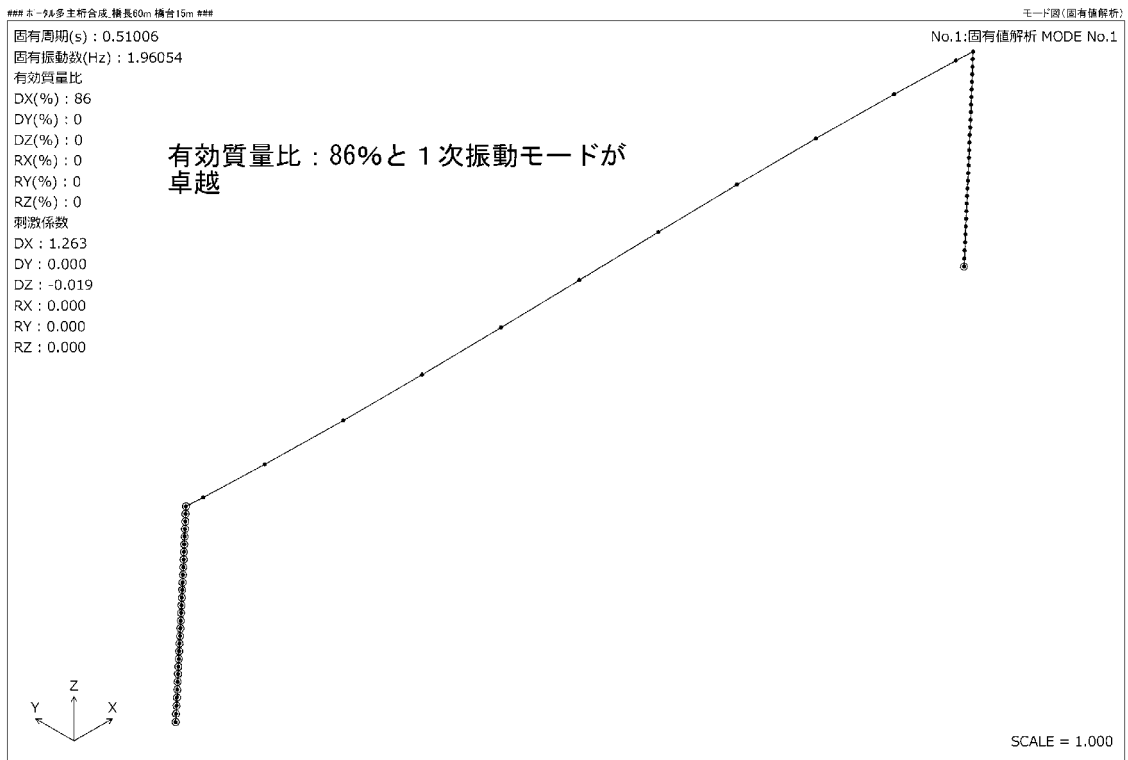 ### ポータル多主桁合成_橋長60m 橋台15m ###
モード図(固有値解析)
固有周期(s) : 0.51006
No.1:固有値解析 MODE No.1
固有振動数(Hz) : 1.96054
有効質量比
DX(%) : 86
DY(%) : 0
DZ(%) : 0
RX(%) : 0
RY(%) : 0
RZ(%) : 0
刺激係数
DX : 1.263
DY : 0.000
DZ : -0.019
RX : 0.000
RY : 0.000
RZ : 0.000
有効質量比：86%と１次振動モードが
卓越
Z
Y
X
SCALE = 1.000